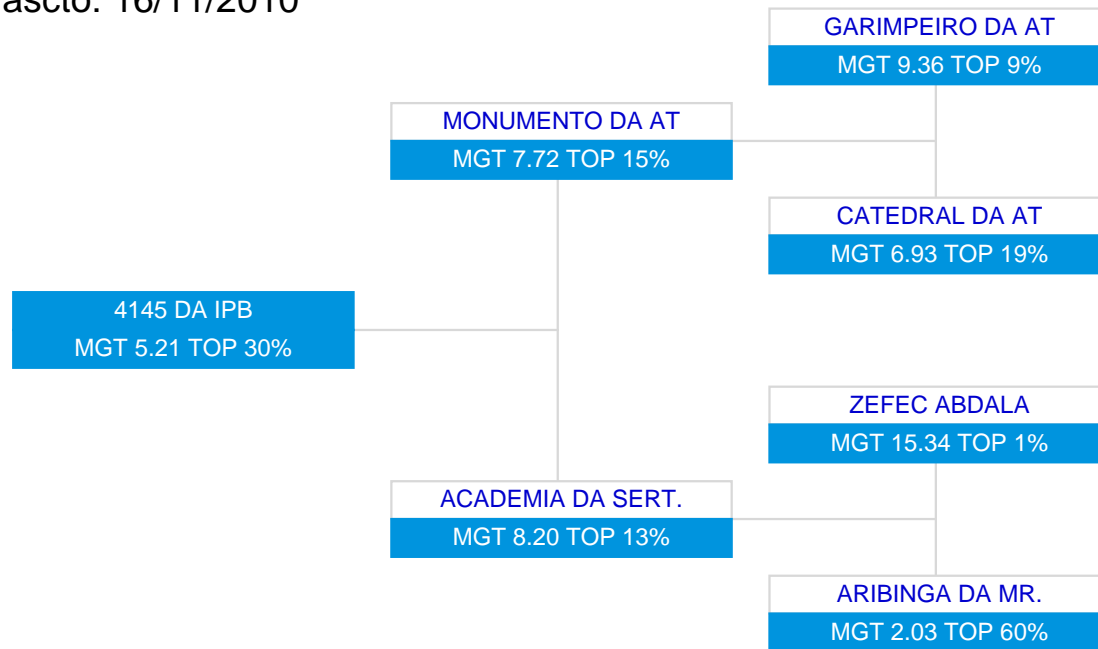 ascto: 16/11/2010
GARIMPEIRO DA AT
MGT 9.36 TOP 9%
MONUMENTO DA AT
MGT 7.72 TOP 15%
CATEDRAL DA AT
MGT 6.93 TOP 19%
4145 DA IPB
MGT 5.21 TOP 30%
ZEFEC ABDALA
MGT 15.34 TOP 1%
ACADEMIA DA SERT.
MGT 8.20 TOP 13%
ARIBINGA DA MR.
MGT 2.03 TOP 60%